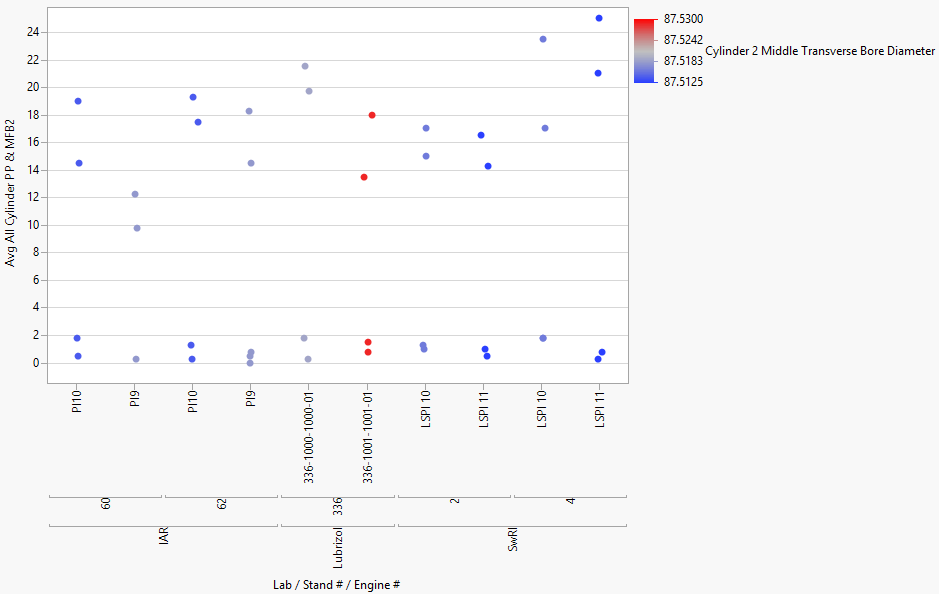 24
22
20
18
16
14
12
10
8
6
4
2
0
Avg All Cylinder PP & MFB2
PI10
PI9
PI10
PI9
336-1000-1000-01
336-1001-1001-01
LSPI 10
LSPI 11
LSPI 10
LSPI 11
60
62
336
2
4
IAR
Lubrizol
SwRI
Lab / Stand # / Engine #
87.5300
87.5242
87.5183
87.5125
Cylinder 2 Middle Transverse Bore Diameter